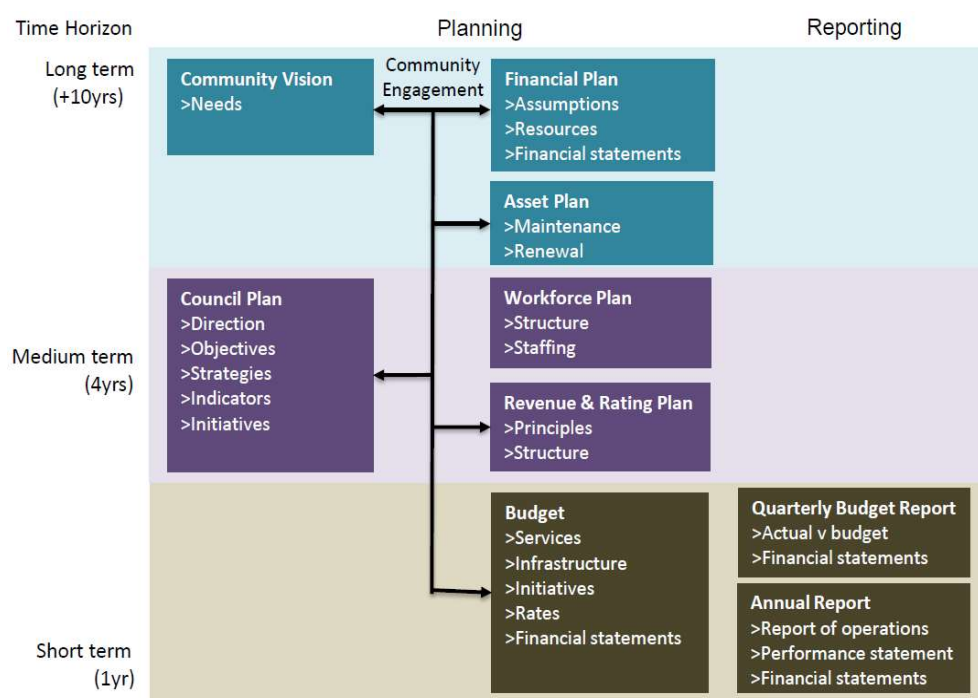 Time Horizon
Planning
Reporting
Long term
(+10yrs)
Community Vision
>Needs
Community
Engagement
Financial Plan
>Assumptions
>Resources
>Financial statements
Asset Plan
>Maintenance
>Renewal
Medium term
(4yrs)
Council Plan
>Direction
>Objectives
>Strategies
>Indicators
>Initiatives
Workforce Plan
>Structure
>Staffing
Revenue & Rating Plan
>Principles
>Structure
Short term
(1yr)
Budget
>Services
>Infrastructure
>Initiatives
>Rates
>Financial statements
Quarterly Budget Report
>Actual v budget
>Financial statements
Annual Report
>Report of operations
>Performance statement
>Financial statements